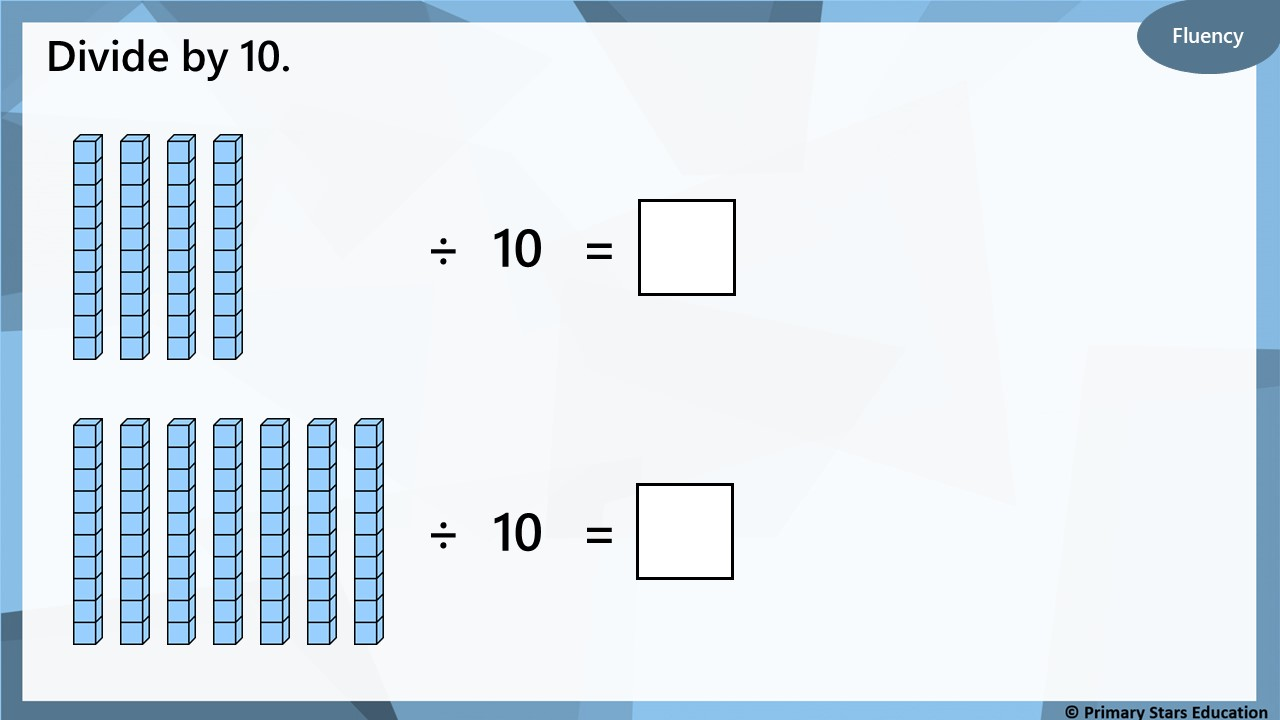 Divide by 10.
Fluency
÷ 10 =
÷ 10 =
© Primary Stars Education